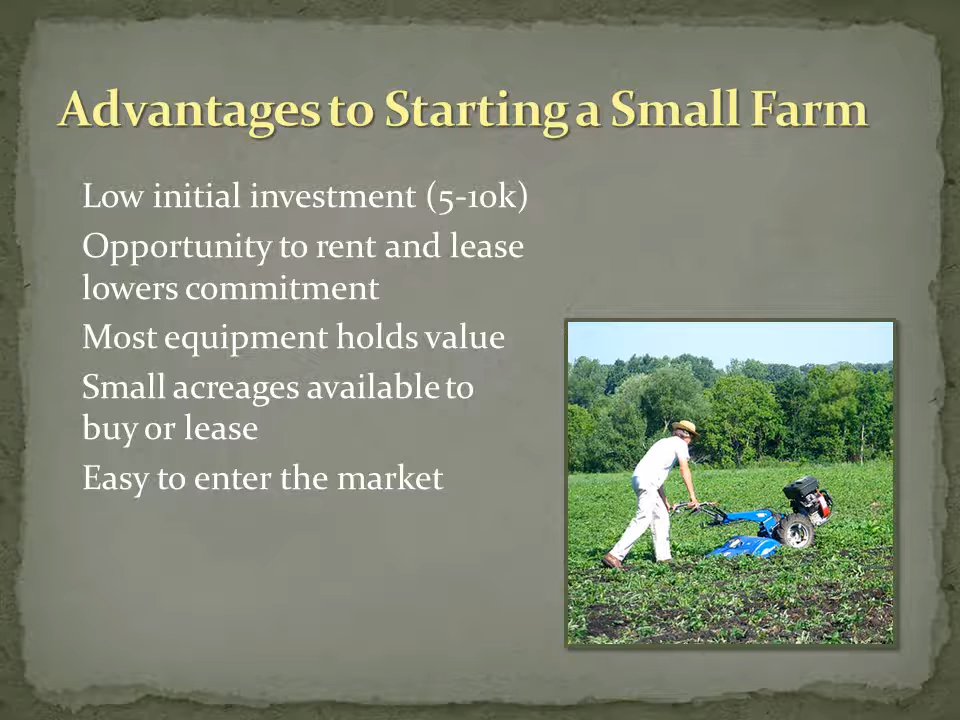 Advantages to Starting a Small Farm
Low initial investment (5-10k)
Opportunity to rent and lease
lowers commitment
Most equipment holds value
Small acreages available to
buy or lease
Easy to enter the market